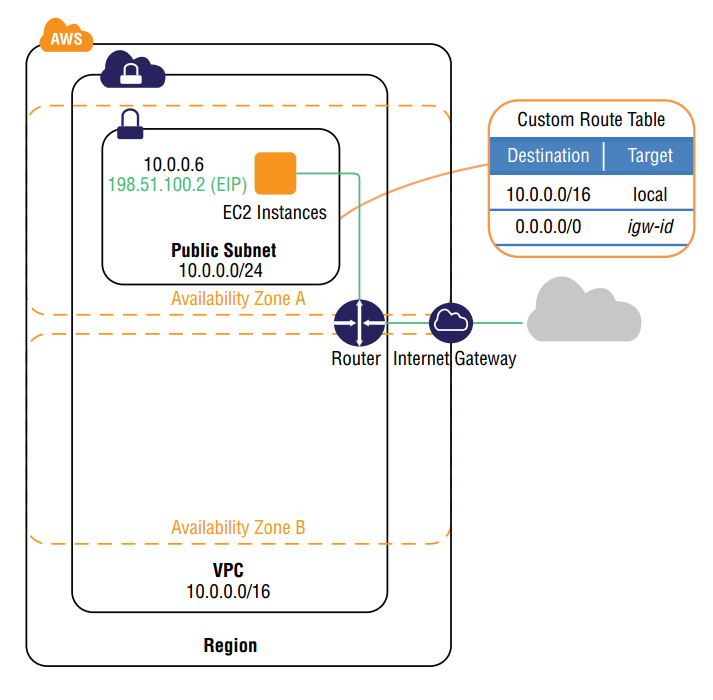 AWS
10.0.0.6
198.51.100.2 (EIP)
EC2 Instances
Public Subnet
10.0.0.0/24
Availability Zone A
Router
Internet Gateway
Availability Zone B
VPC
10.0.0.0/16
Region
Custom Route Table
Destination Target
10.0.0.0/16 local
0.0.0.0/0 igw-id